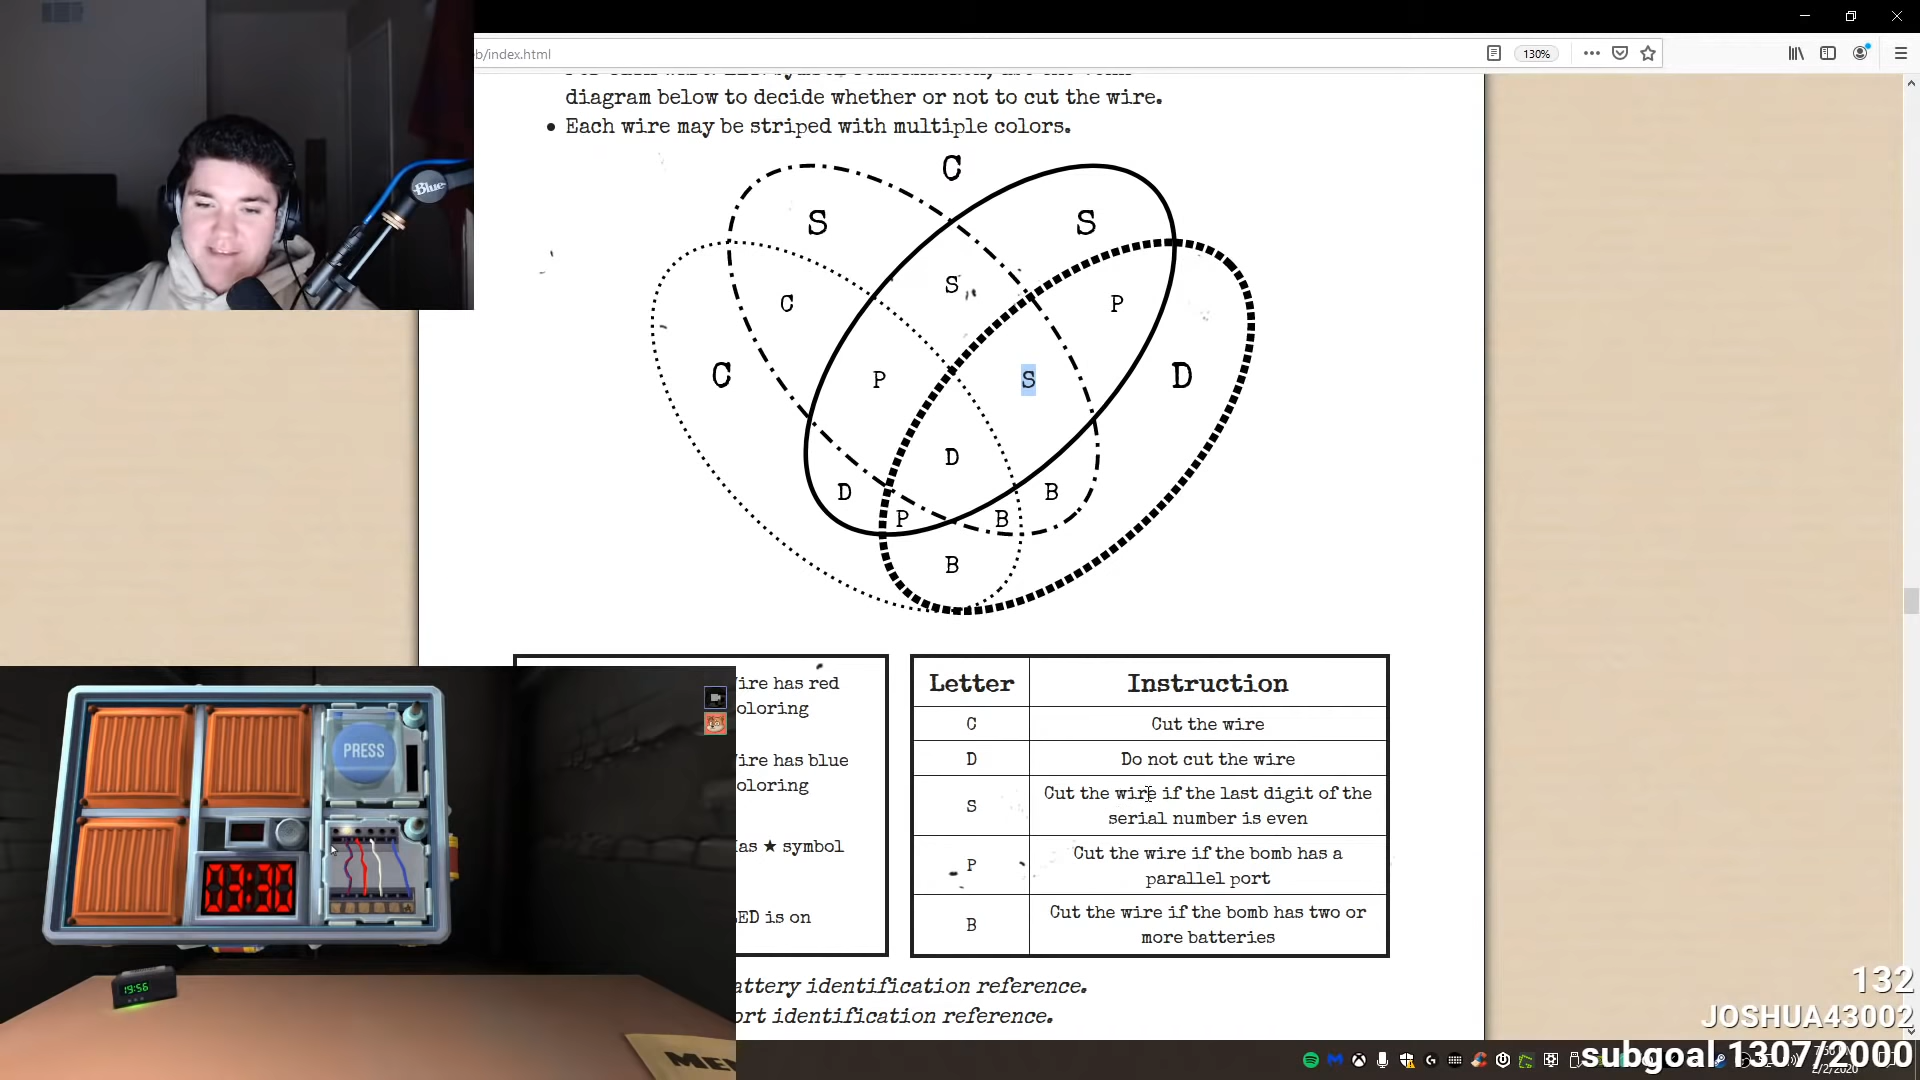 b/index.html
130%
diagram below to decide whether or not to cut the wire.
Each wire may be striped with multiple colors.
C
S
S
S
C
P
C
P
S
D
D
D
B
P
B
B
Blue
ire has red
oloring
ire has blue
oloring
as ★ symbol
ED is on
Letter Instruction
C Cut the wire
D Do not cut the wire
S Cut the wire if the last digit of the
serial number is even
P Cut the wire if the bomb has a
parallel port
B Cut the wire if the bomb has two or
more batteries
attery identification reference.
ort identification reference.
PRESS
03:30
19:56
132
JOSHUA43002
subgoal 1307/2000
2/2/2020